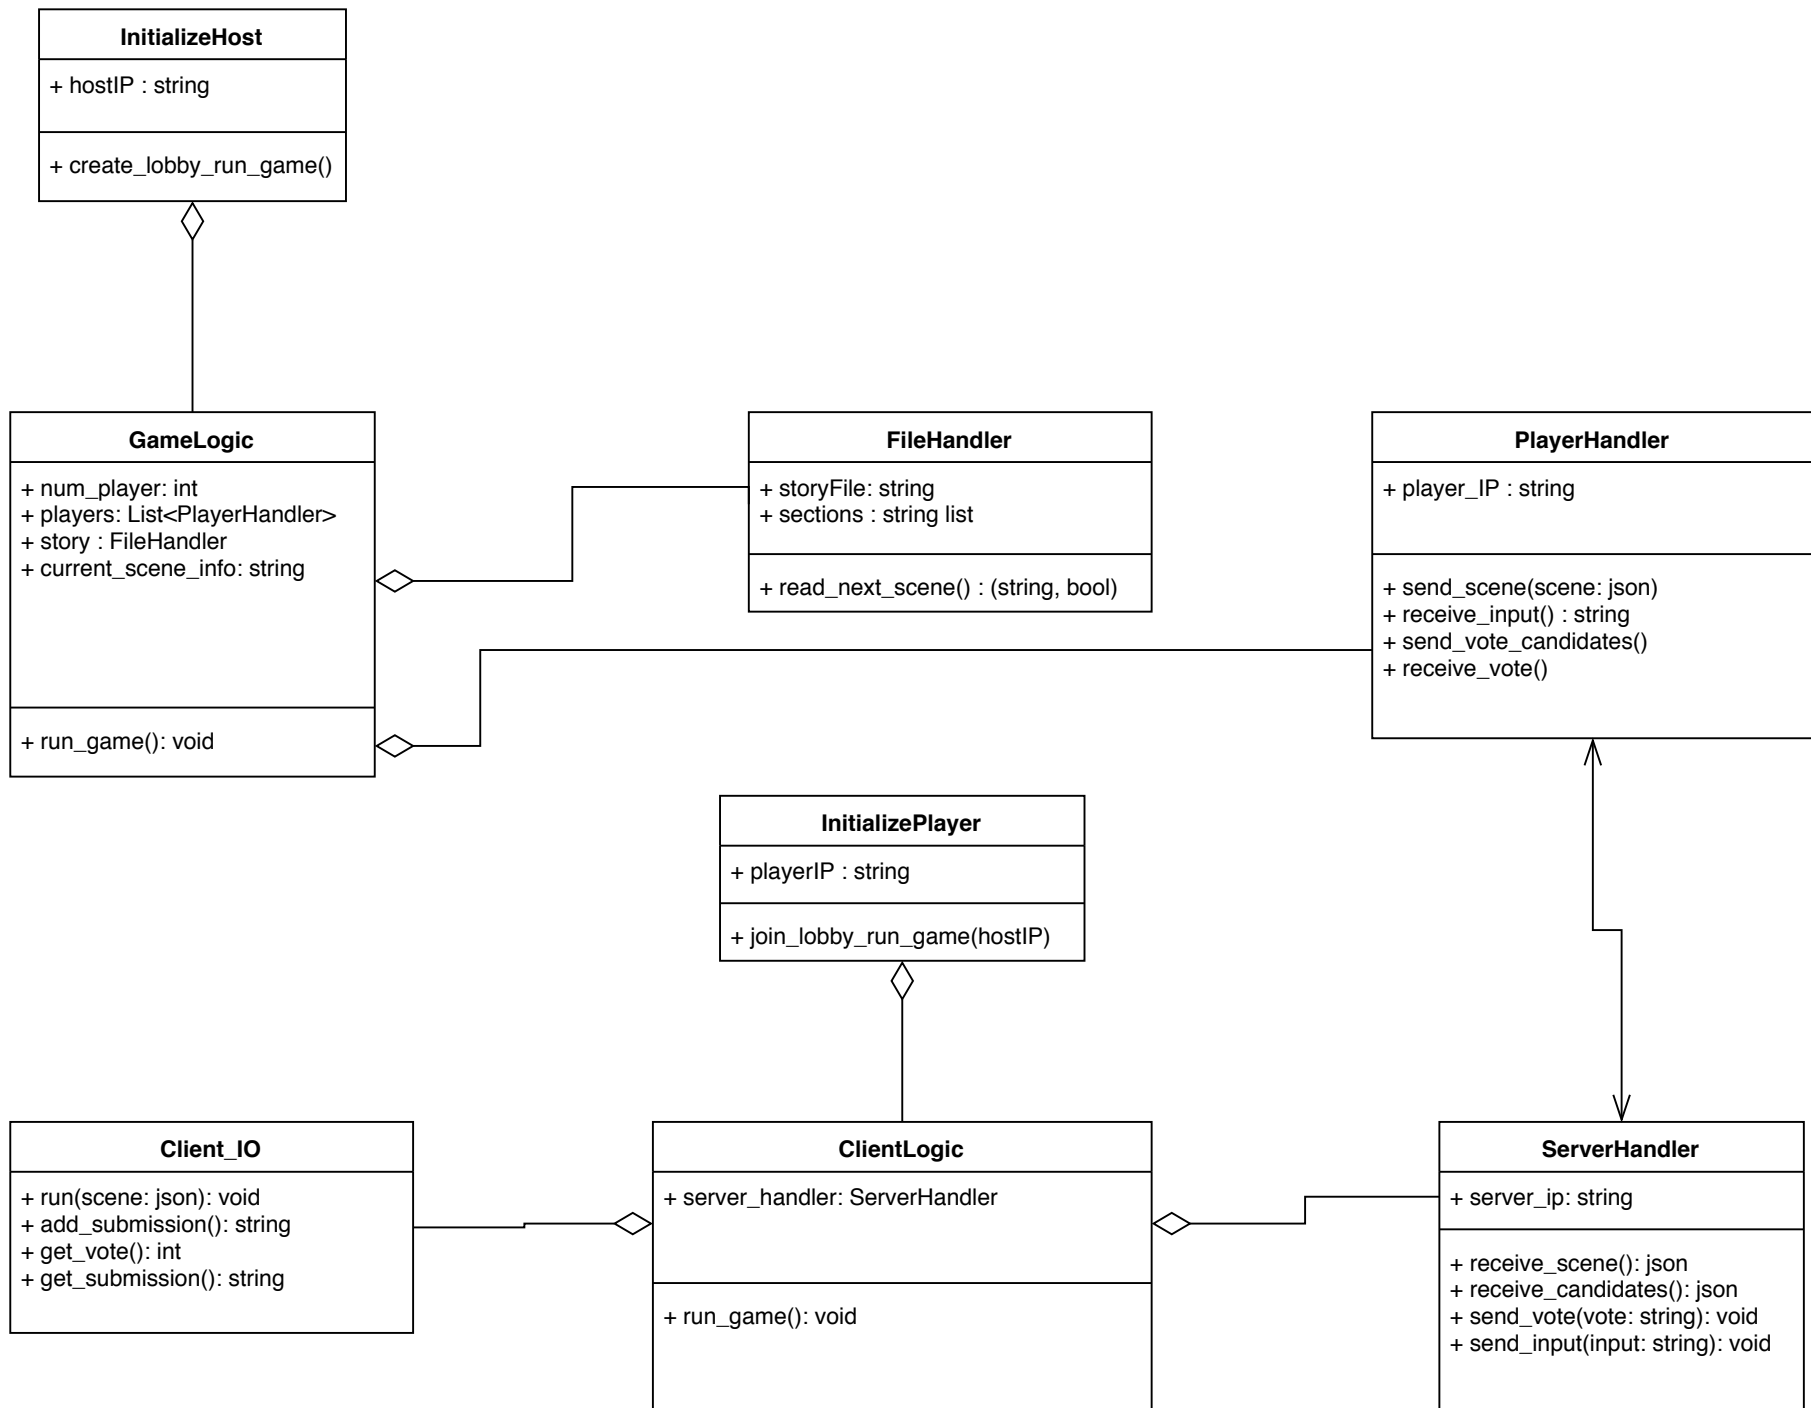 InitializeHost
+ hostIP : string
+ create_lobby_run_game()
GameLogic
+ num_player: int
+ players: List<PlayerHandler>
+ story : FileHandler
+ current_scene_info: string
+ run_game(): void
FileHandler
+ storyFile: string
+ sections : string list
+ read_next_scene() : (string, bool)
PlayerHandler
+ player_IP : string
+ send_scene(scene: json)
+ receive_input() : string
+ send_vote_candidates()
+ receive_vote()
InitializePlayer
+ playerIP : string
+ join_lobby_run_game(hostIP)
Client_IO
+ run(scene: json): void
+ add_submission(): string
+ get_vote(): int
+ get_submission(): string
ClientLogic
+ server_handler: ServerHandler
+ run_game(): void
ServerHandler
+ server_ip: string
+ receive_scene(): json
+ receive_candidates(): json
+ send_vote(vote: string): void
+ send_input(input: string): void